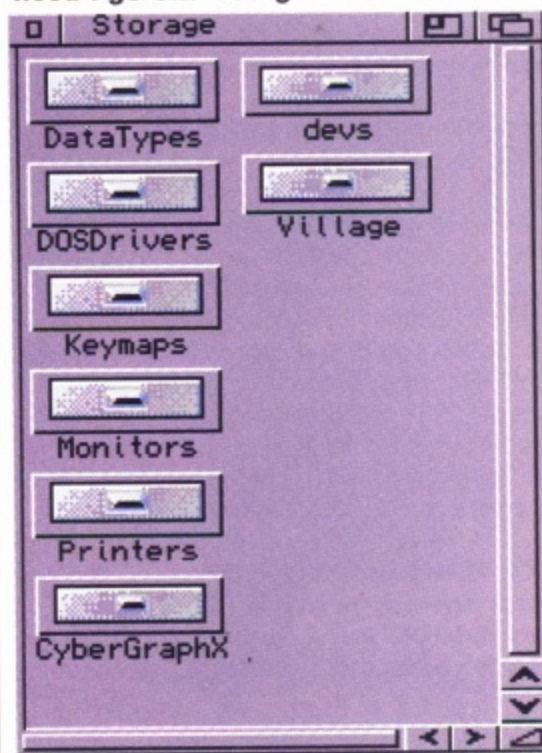 Storage
DataTypes
devs
DOSDrivers
Village
Keymaps
Monitors
Printers
CyberGraphX